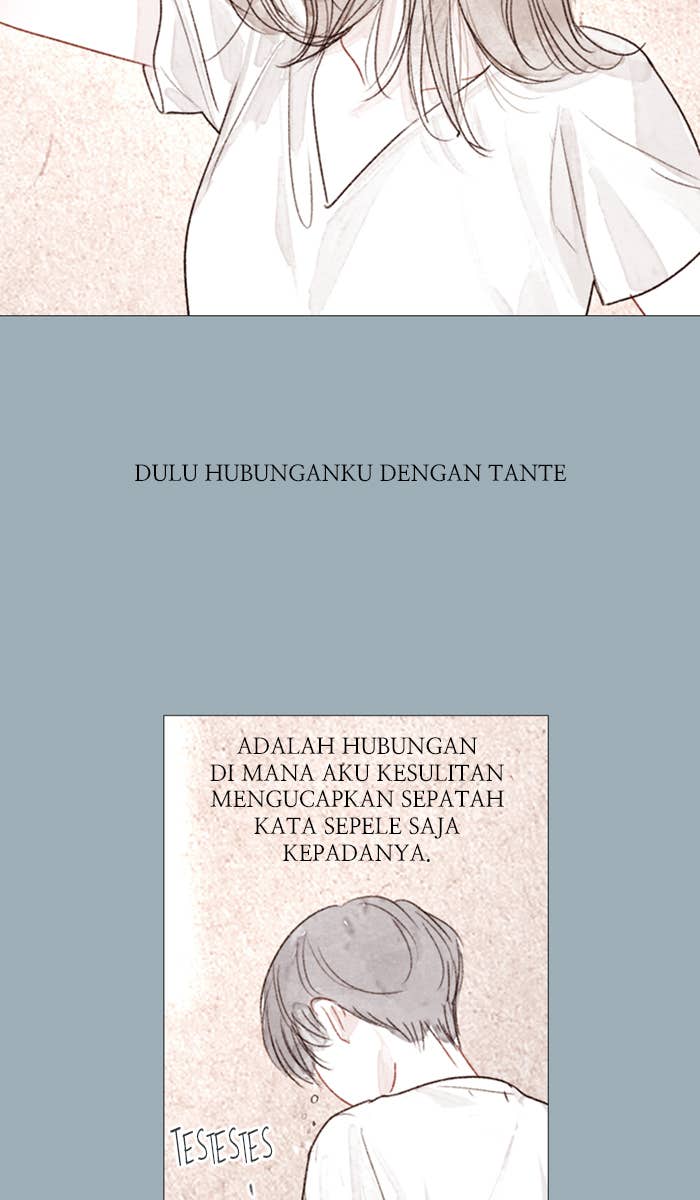 DULU HUBUNGANKU DENGAN TANTE
ADALAH HUBUNGAN
DI MANA AKU KESULITAN
MENGUCAPKAN SEPATAH
KATA SEPELE SAJA
KEPADANYA.
TESTESTES